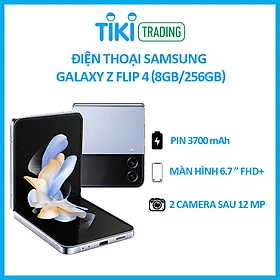 TIKI TRADING
ĐIỆN THOẠI SAMSUNG
GALAXY Z FLIP 4 (8GB/256GB)
PIN 3700 mAh
MÀN HÌNH 6.7 " FHD+
2 CAMERA SAU 12 MP